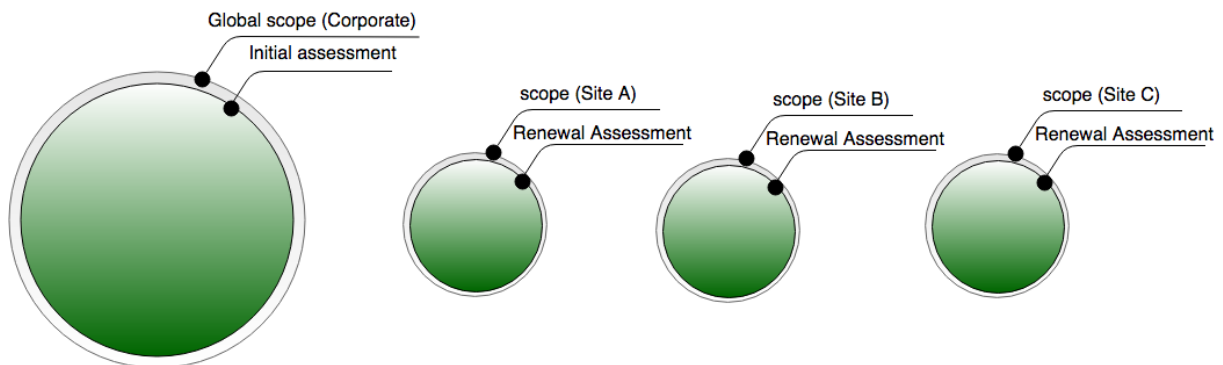 Global scope (Corporate)
Initial assessment
scope (Site A)
Renewal Assessment
scope (Site B)
Renewal Assessment
scope (Site C)
Renewal Assessment